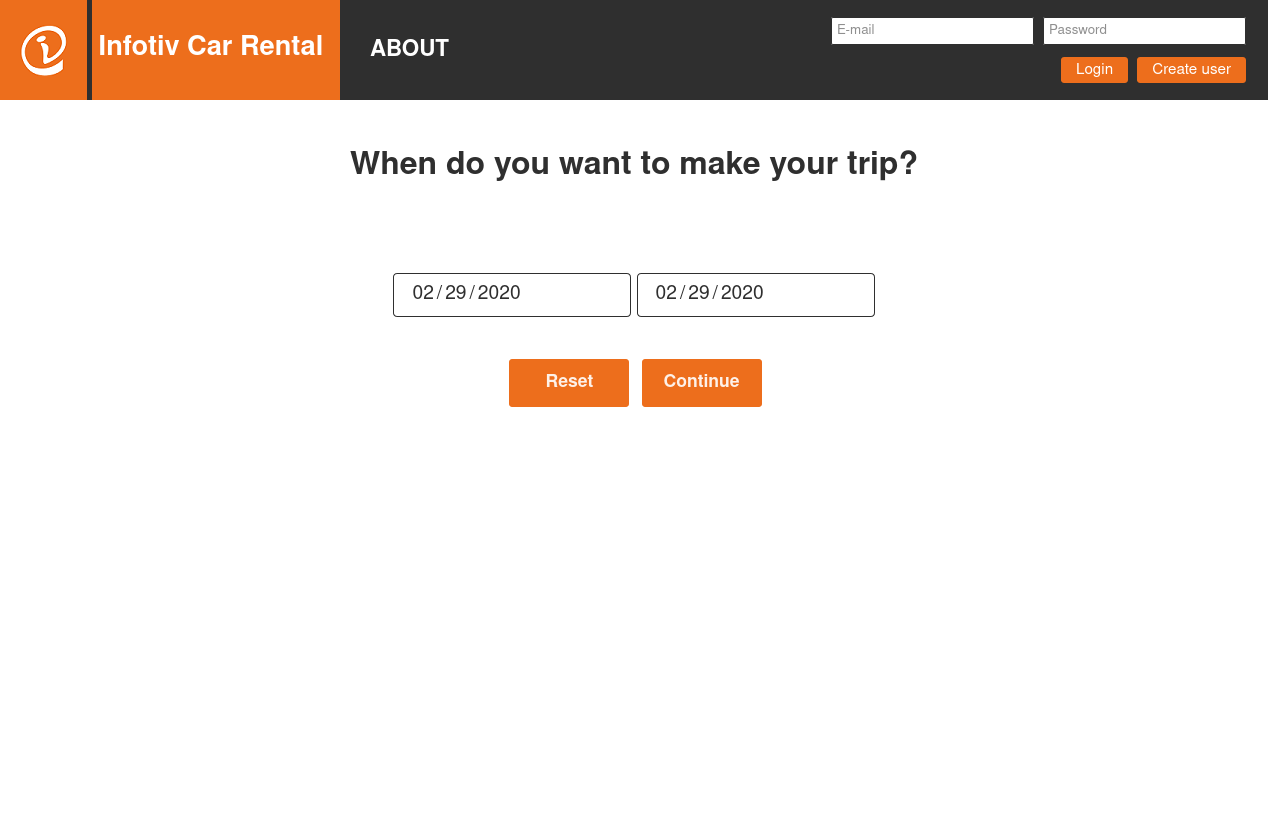 Infotiv Car Rental
ABOUT
E-mail
Password
Login
Create user
When do you want to make your trip?
02/29/2020
02/29/2020
Reset
Continue